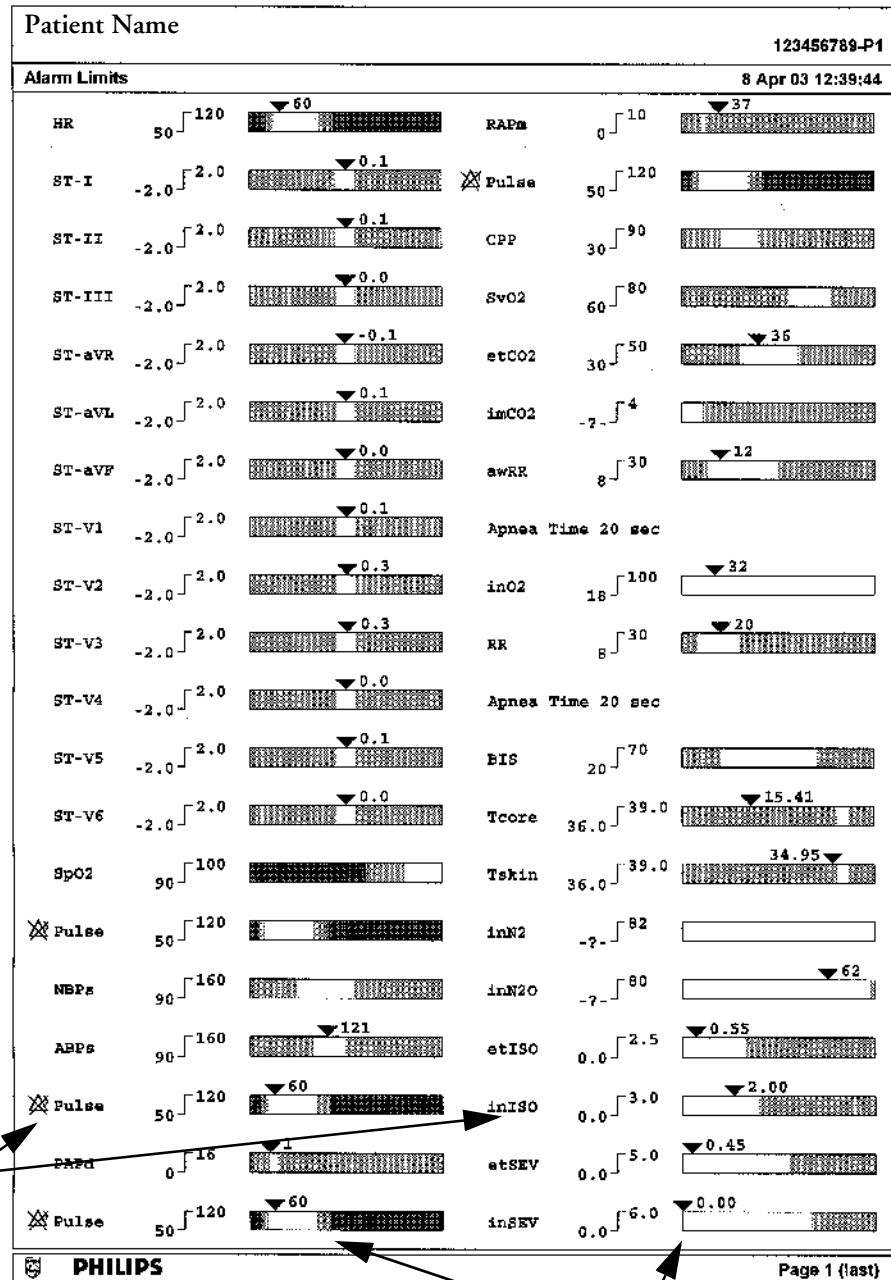 Patient Name
123456789-P1
Alarm Limits
8 Apr 03 12:39:44
HR 50 120 60
ST-I -2.0 2.0 0.1
ST-II -2.0 2.0 0.1
ST-III -2.0 2.0 0.0
ST-aVR -2.0 2.0 -0.1
ST-aVL -2.0 2.0 0.1
ST-aVF -2.0 2.0 0.0
ST-V1 -2.0 2.0 0.1
ST-V2 -2.0 2.0 0.3
ST-V3 -2.0 2.0 0.3
ST-V4 -2.0 2.0 0.0
ST-V5 -2.0 2.0 0.1
ST-V6 -2.0 2.0 0.0
SpO2 90 100
Pulse 50 120
NBPs 90 160
ABPs 90 160 121
Pulse 50 120 60
PAPd 0 16 1
Pulse 50 120 60
RAPm 0 10 37
Pulse 50 120
CPP 30 90
SvO2 60 80
etCO2 30 50 36
imCO2 -?- 4
awRR 8 30 12
Apnea Time 20 sec
inO2 18 100 32
RR 8 30 20
Apnea Time 20 sec
BIS 20 70
Tcore 36.0 39.0 15.41
Tskin 36.0 39.0 34.95
inN2 -?- 82
inN2O -?- 80 62
etISO 0.0 2.5 0.55
inISO 0.0 3.0 2.00
etSEV 0.0 5.0 0.45
inSEV 0.0 6.0 0.00
PHILIPS
Page 1 (last)